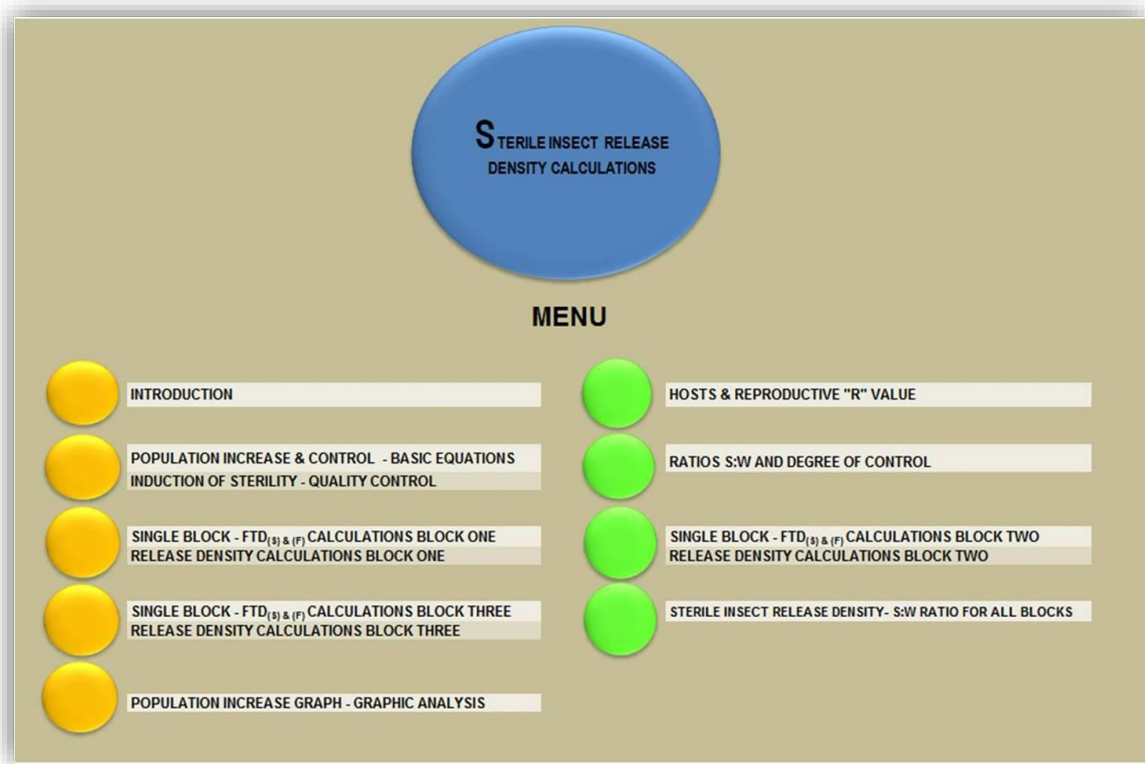 STERILE INSECT RELEASE
DENSITY CALCULATIONS
MENU
INTRODUCTION
HOSTS & REPRODUCTIVE "R" VALUE
POPULATION INCREASE & CONTROL - BASIC EQUATIONS
INDUCTION OF STERILITY - QUALITY CONTROL
RATIOS S:W AND DEGREE OF CONTROL
SINGLE BLOCK - FTD(S) & (F) CALCULATIONS BLOCK ONE
RELEASE DENSITY CALCULATIONS BLOCK ONE
SINGLE BLOCK - FTD(S) & (F) CALCULATIONS BLOCK TWO
RELEASE DENSITY CALCULATIONS BLOCK TWO
SINGLE BLOCK - FTD(S) & (F) CALCULATIONS BLOCK THREE
RELEASE DENSITY CALCULATIONS BLOCK THREE
STERILE INSECT RELEASE DENSITY- S:W RATIO FOR ALL BLOCKS
POPULATION INCREASE GRAPH - GRAPHIC ANALYSIS